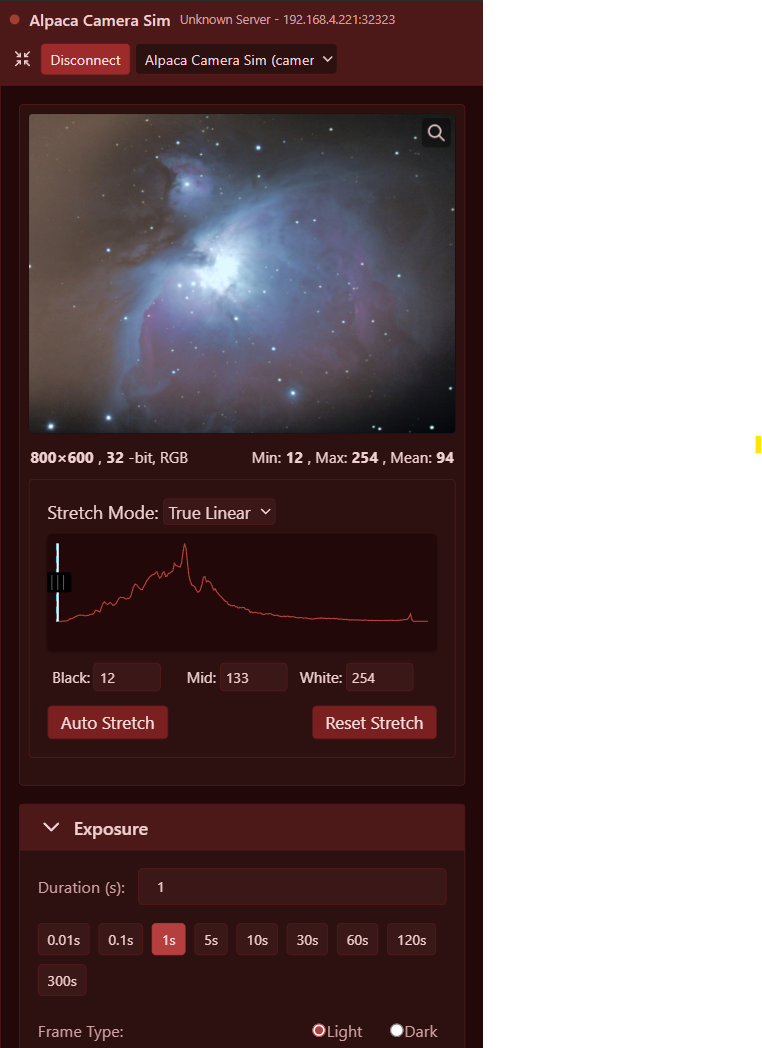 Alpaca Camera Sim Unknown Server - 192.168.4.221:32323
Disconnect Alpaca Camera Sim (camer
800×600 , 32 -bit, RGB Min: 12 , Max: 254 , Mean: 94
Stretch Mode: True Linear
Black: 12 Mid: 133 White: 254
Auto Stretch Reset Stretch
Exposure
Duration (s): 1
0.01s 0.1s 1s 5s 10s 30s 60s 120s
300s
Frame Type: Light Dark